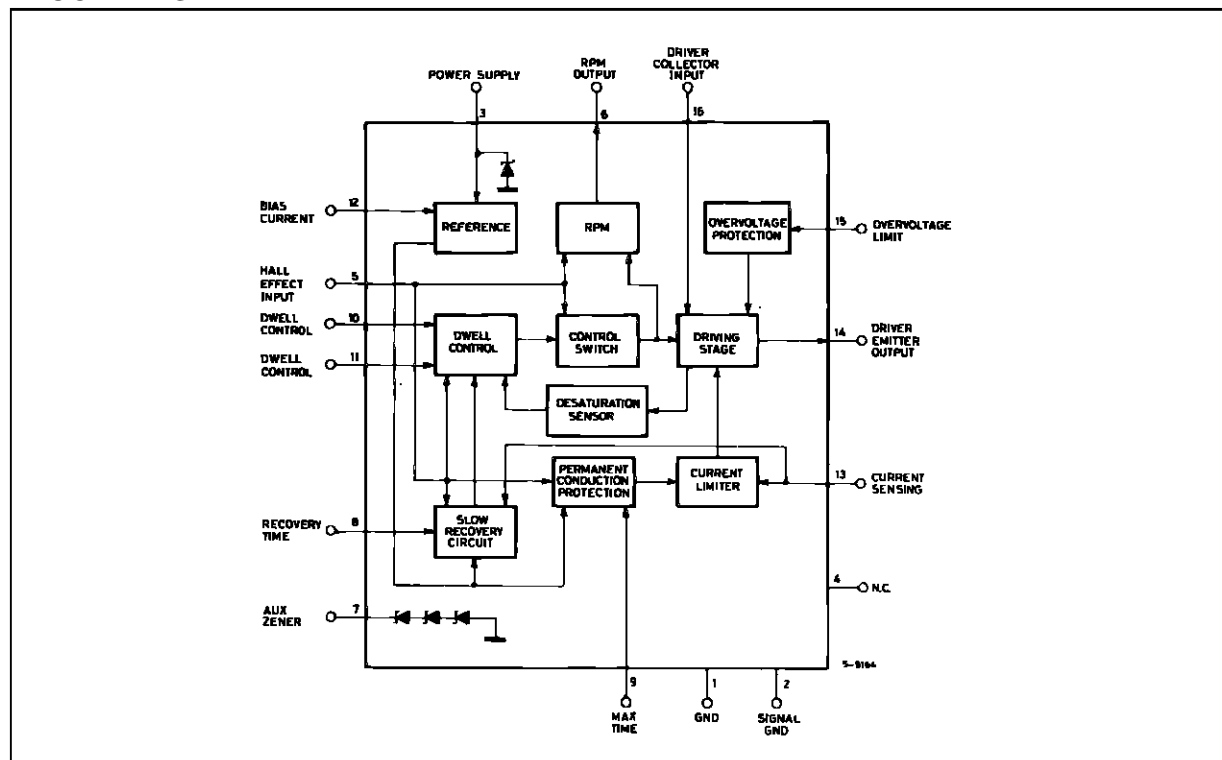 POWER SUPPLY
RPM
OUTPUT
DRIVER
COLLECTOR
INPUT
3
6
16
BIAS
CURRENT
12
REFERENCE
RPM
OVERVOLTAGE
PROTECTION
15
OVERVOLTAGE
LIMIT
HALL
EFFECT
INPUT
5
DWELL
CONTROL
10
DWELL
CONTROL
CONTROL
SWITCH
DRIVING
STAGE
14
DRIVER
EMITTER
OUTPUT
DWELL
CONTROL
11
DESATURATION
SENSOR
PERMANENT
CONDUCTION
PROTECTION
CURRENT
LIMITER
13
CURRENT
SENSING
RECOVERY
TIME
8
SLOW
RECOVERY
CIRCUIT
4
N.C.
AUX
ZENER
7
9
1
2
MAX
TIME
GND
SIGNAL
GND